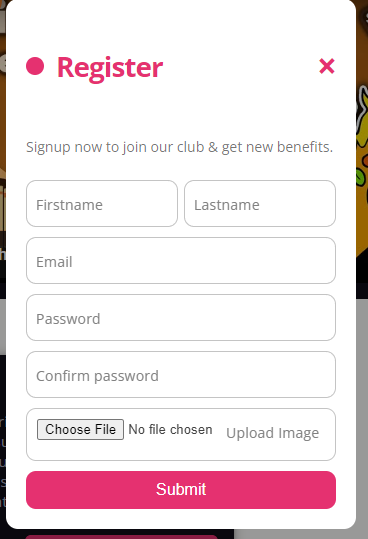 Register ×
Signup now to join our club & get new benefits.
Firstname Lastname
Email
Password
Confirm password
Choose File No file chosen Upload Image
Submit